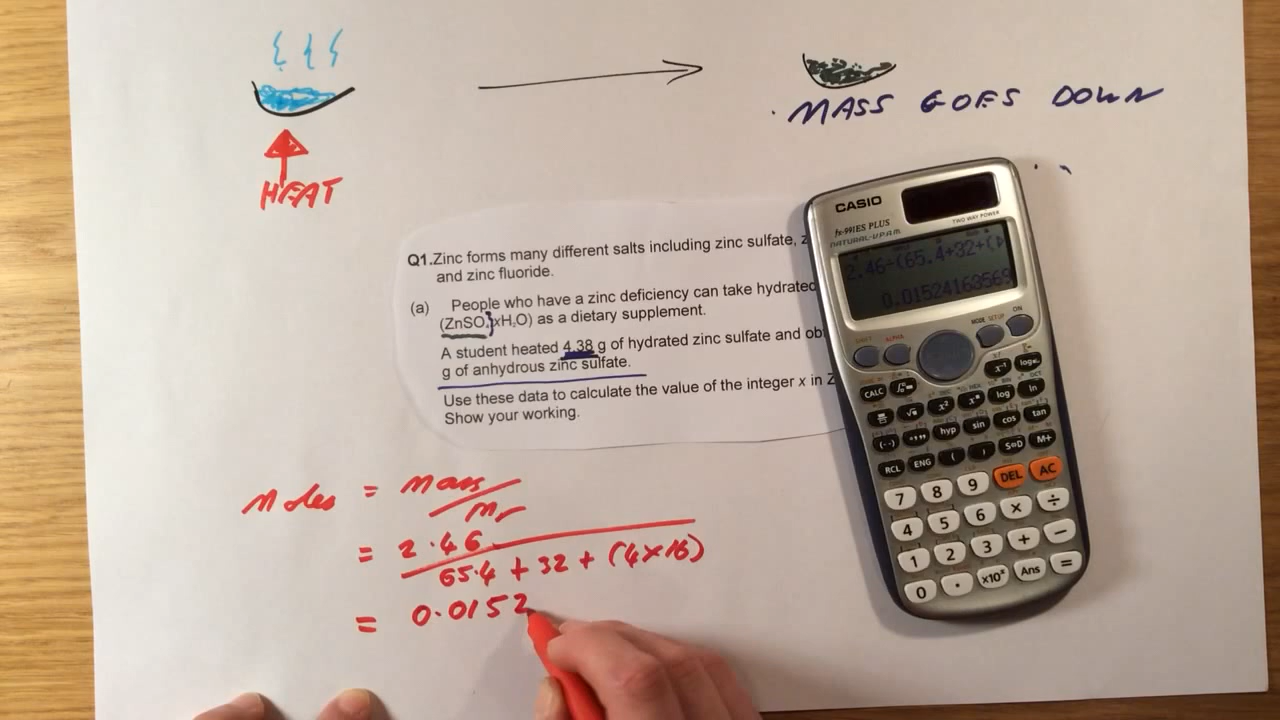 HEAT
MASS GOES DOWN
Q1. Zinc forms many different salts including zinc sulfate,
and zinc fluoride.
(a) People who have a zinc deficiency can take hydrated
(ZnSO₄.xH₂O) as a dietary supplement.
A student heated 4.38 g of hydrated zinc sulfate and
g of anhydrous zinc sulfate.
Use these data to calculate the value of the integer x in
Show your working.
Moles = Mass / Mr
= 2.46 / 65.4 + 32 + (4x16)
= 0.0152
CASIO
fx-991ES PLUS
TWO WAY POWER
NATURAL-V.P.A.M.
2.46÷(65.4+32+(
0.01524163569
SHIFT ALPHA MODE SETUP ON
CALC x⁻¹ log
x² log ln
(−) hyp sin cos tan
RCL ENG ( ) S⇔D M+
7 8 9 DEL AC
4 5 6 × ÷
1 2 3 + −
0 . ×10ˣ Ans =